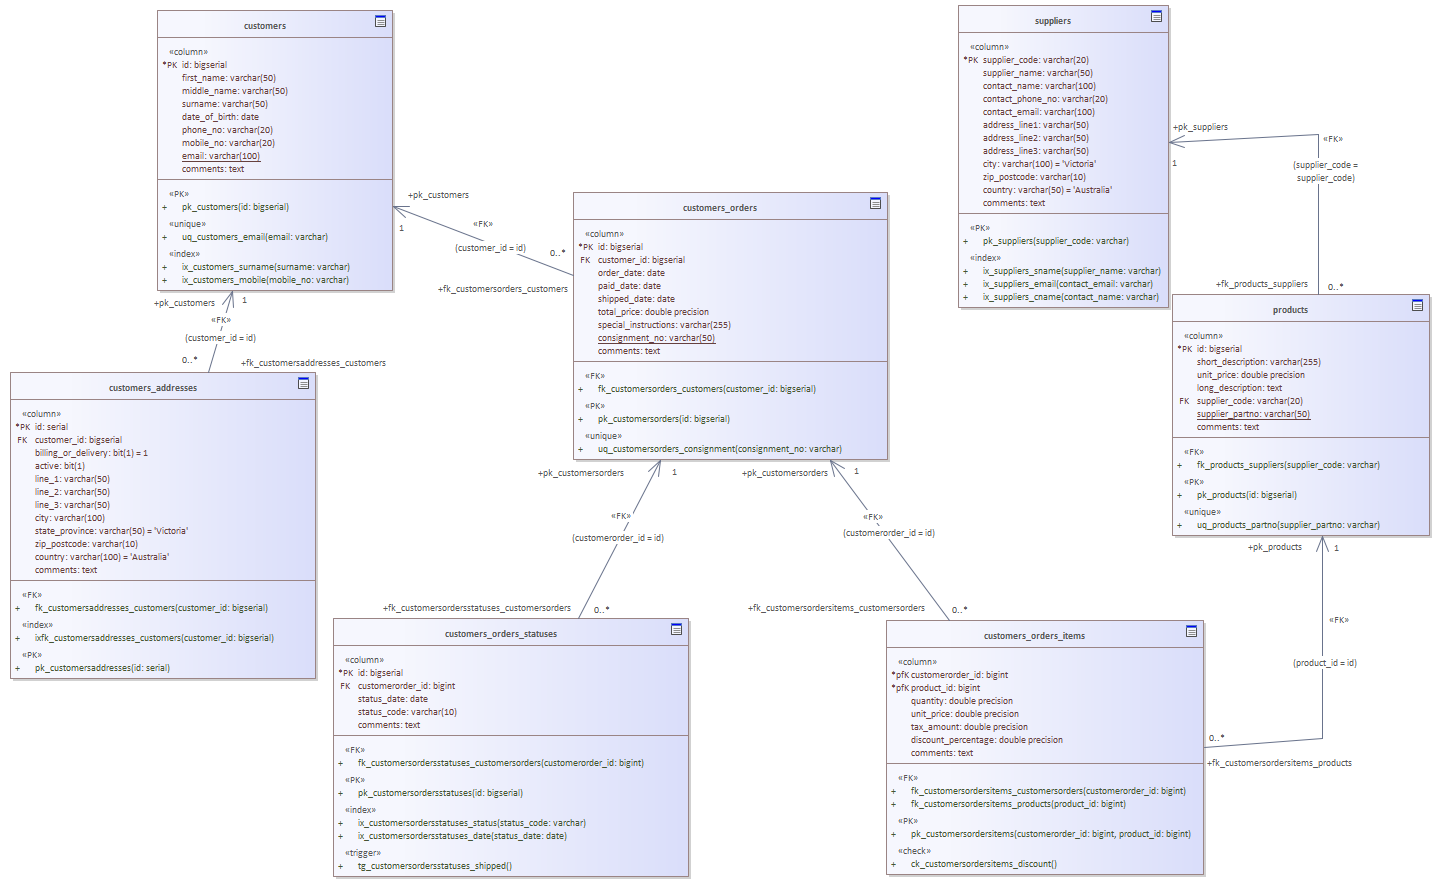 customers
«column»
*PK id: bigserial
first_name: varchar(50)
middle_name: varchar(50)
surname: varchar(50)
date_of_birth: date
phone_no: varchar(20)
mobile_no: varchar(20)
email: varchar(100)
comments: text
«PK»
+ pk_customers(id: bigserial)
«unique»
+ uq_customers_email(email: varchar)
«index»
+ ix_customers_surname(surname: varchar)
+ ix_customers_mobile(mobile_no: varchar)
suppliers
«column»
*PK supplier_code: varchar(20)
supplier_name: varchar(50)
contact_name: varchar(100)
contact_phone_no: varchar(20)
contact_email: varchar(100)
address_line1: varchar(50)
address_line2: varchar(50)
address_line3: varchar(50)
city: varchar(100) = 'Victoria'
zip_postcode: varchar(10)
country: varchar(50) = 'Australia'
comments: text
«PK»
+ pk_suppliers(supplier_code: varchar)
«index»
+ ix_suppliers_sname(supplier_name: varchar)
+ ix_suppliers_email(contact_email: varchar)
+ ix_suppliers_cname(contact_name: varchar)
+pk_suppliers
1
«FK»
(supplier_code =
supplier_code)
+fk_products_suppliers
0..*
+pk_customers
1
«FK»
(customer_id = id)
0..*
+fk_customersorders_customers
customers_orders
«column»
*PK id: bigserial
FK customer_id: bigserial
order_date: date
paid_date: date
shipped_date: date
total_price: double precision
special_instructions: varchar(255)
consignment_no: varchar(50)
comments: text
«FK»
+ fk_customersorders_customers(customer_id: bigserial)
«PK»
+ pk_customersorders(id: bigserial)
«unique»
+ uq_customersorders_consignment(consignment_no: varchar)
+pk_customers
1
«FK»
(customer_id = id)
0..*
+fk_customersaddresses_customers
customers_addresses
«column»
*PK id: serial
FK customer_id: bigserial
billing_or_delivery: bit(1) = 1
active: bit(1)
line_1: varchar(50)
line_2: varchar(50)
line_3: varchar(50)
city: varchar(100)
state_province: varchar(50) = 'Victoria'
zip_postcode: varchar(10)
country: varchar(100) = 'Australia'
comments: text
«FK»
+ fk_customersaddresses_customers(customer_id: bigserial)
«index»
+ ixfk_customersaddresses_customers(customer_id: bigserial)
«PK»
+ pk_customersaddresses(id: serial)
products
«column»
*PK id: bigserial
short_description: varchar(255)
unit_price: double precision
long_description: text
FK supplier_code: varchar(20)
supplier_partno: varchar(50)
comments: text
«FK»
+ fk_products_suppliers(supplier_code: varchar)
«PK»
+ pk_products(id: bigserial)
«unique»
+ uq_products_partno(supplier_partno: varchar)
+pk_customersorders
1
«FK»
(customerorder_id = id)
+fk_customersordersstatuses_customersorders
0..*
+pk_customersorders
1
«FK»
(customerorder_id = id)
+fk_customersordersitems_customersorders
0..*
+pk_products
1
«FK»
(product_id = id)
0..*
+fk_customersordersitems_products
customers_orders_statuses
«column»
*PK id: bigserial
FK customerorder_id: bigint
status_date: date
status_code: varchar(10)
comments: text
«FK»
+ fk_customersordersstatuses_customersorders(customerorder_id: bigint)
«PK»
+ pk_customersordersstatuses(id: bigserial)
«index»
+ ix_customersordersstatuses_status(status_code: varchar)
+ ix_customersordersstatuses_date(status_date: date)
«trigger»
+ tg_customersordersstatuses_shipped()
customers_orders_items
«column»
*pfK customerorder_id: bigint
*pfK product_id: bigint
quantity: double precision
unit_price: double precision
tax_amount: double precision
discount_percentage: double precision
comments: text
«FK»
+ fk_customersordersitems_customersorders(customerorder_id: bigint)
+ fk_customersordersitems_products(product_id: bigint)
«PK»
+ pk_customersordersitems(customerorder_id: bigint, product_id: bigint)
«check»
+ ck_customersordersitems_discount()